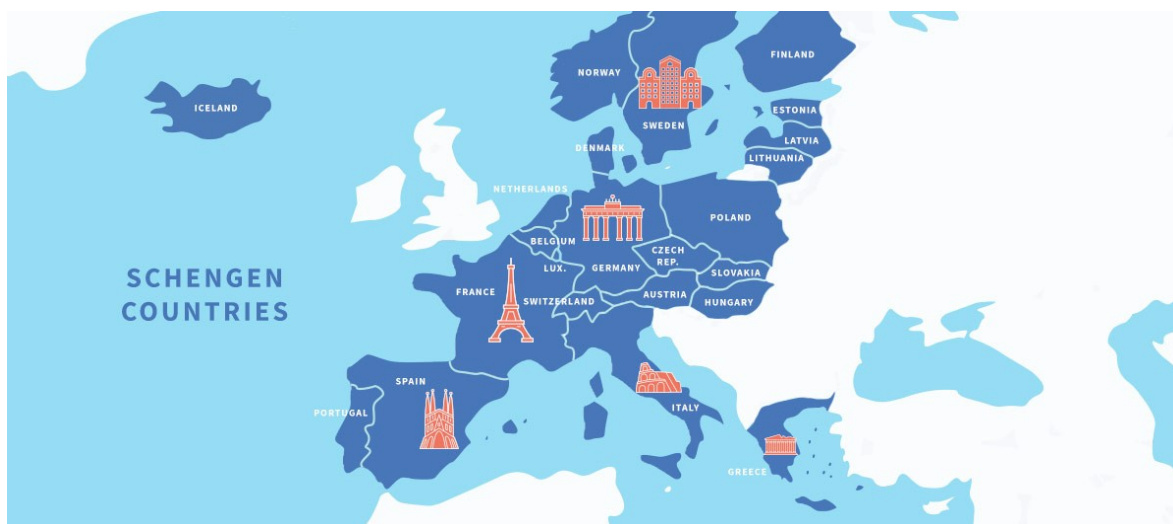 ICELAND
NORWAY
FINLAND
SWEDEN
ESTONIA
LATVIA
LITHUANIA
DENMARK
NETHERLANDS
POLAND
BELGIUM
CZECH
REP.
LUX.
GERMANY
SLOVAKIA
SCHENGEN
COUNTRIES
FRANCE
SWITZERLAND
AUSTRIA
HUNGARY
SPAIN
PORTUGAL
ITALY
GREECE